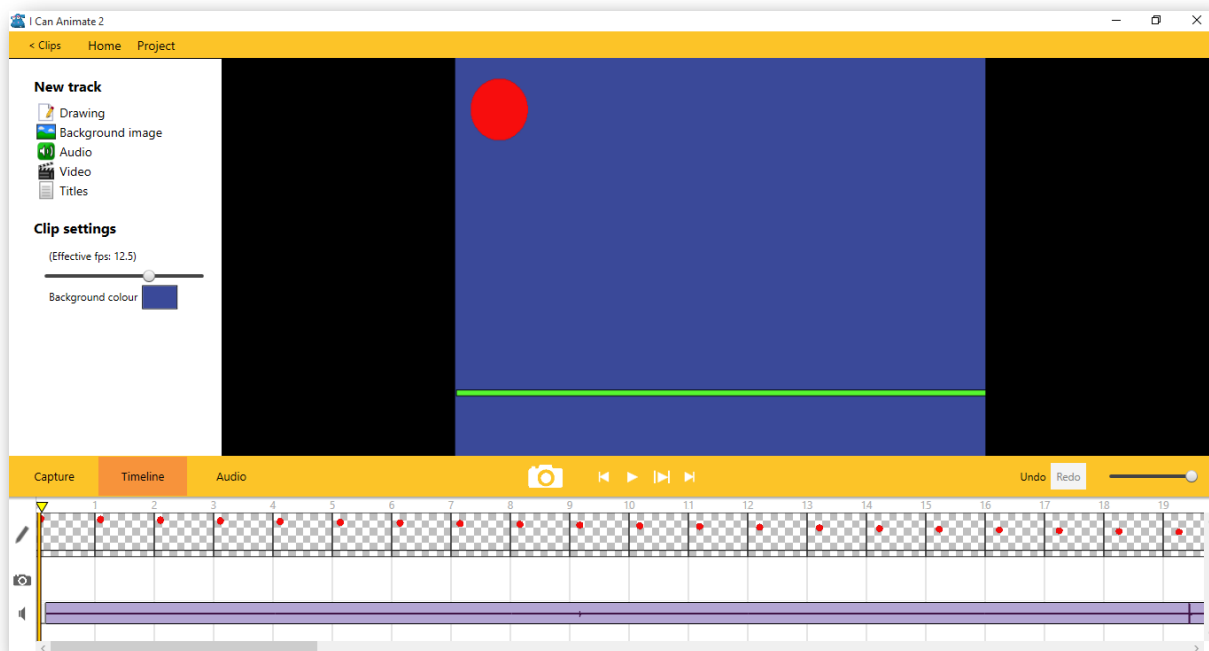 I Can Animate 2
< Clips Home Project
New track
Drawing
Background image
Audio
Video
Titles
Clip settings
(Effective fps: 12.5)
Background colour
Capture Timeline Audio Undo Redo
1 2 3 4 5 6 7 8 9 10 11 12 13 14 15 16 17 18 19